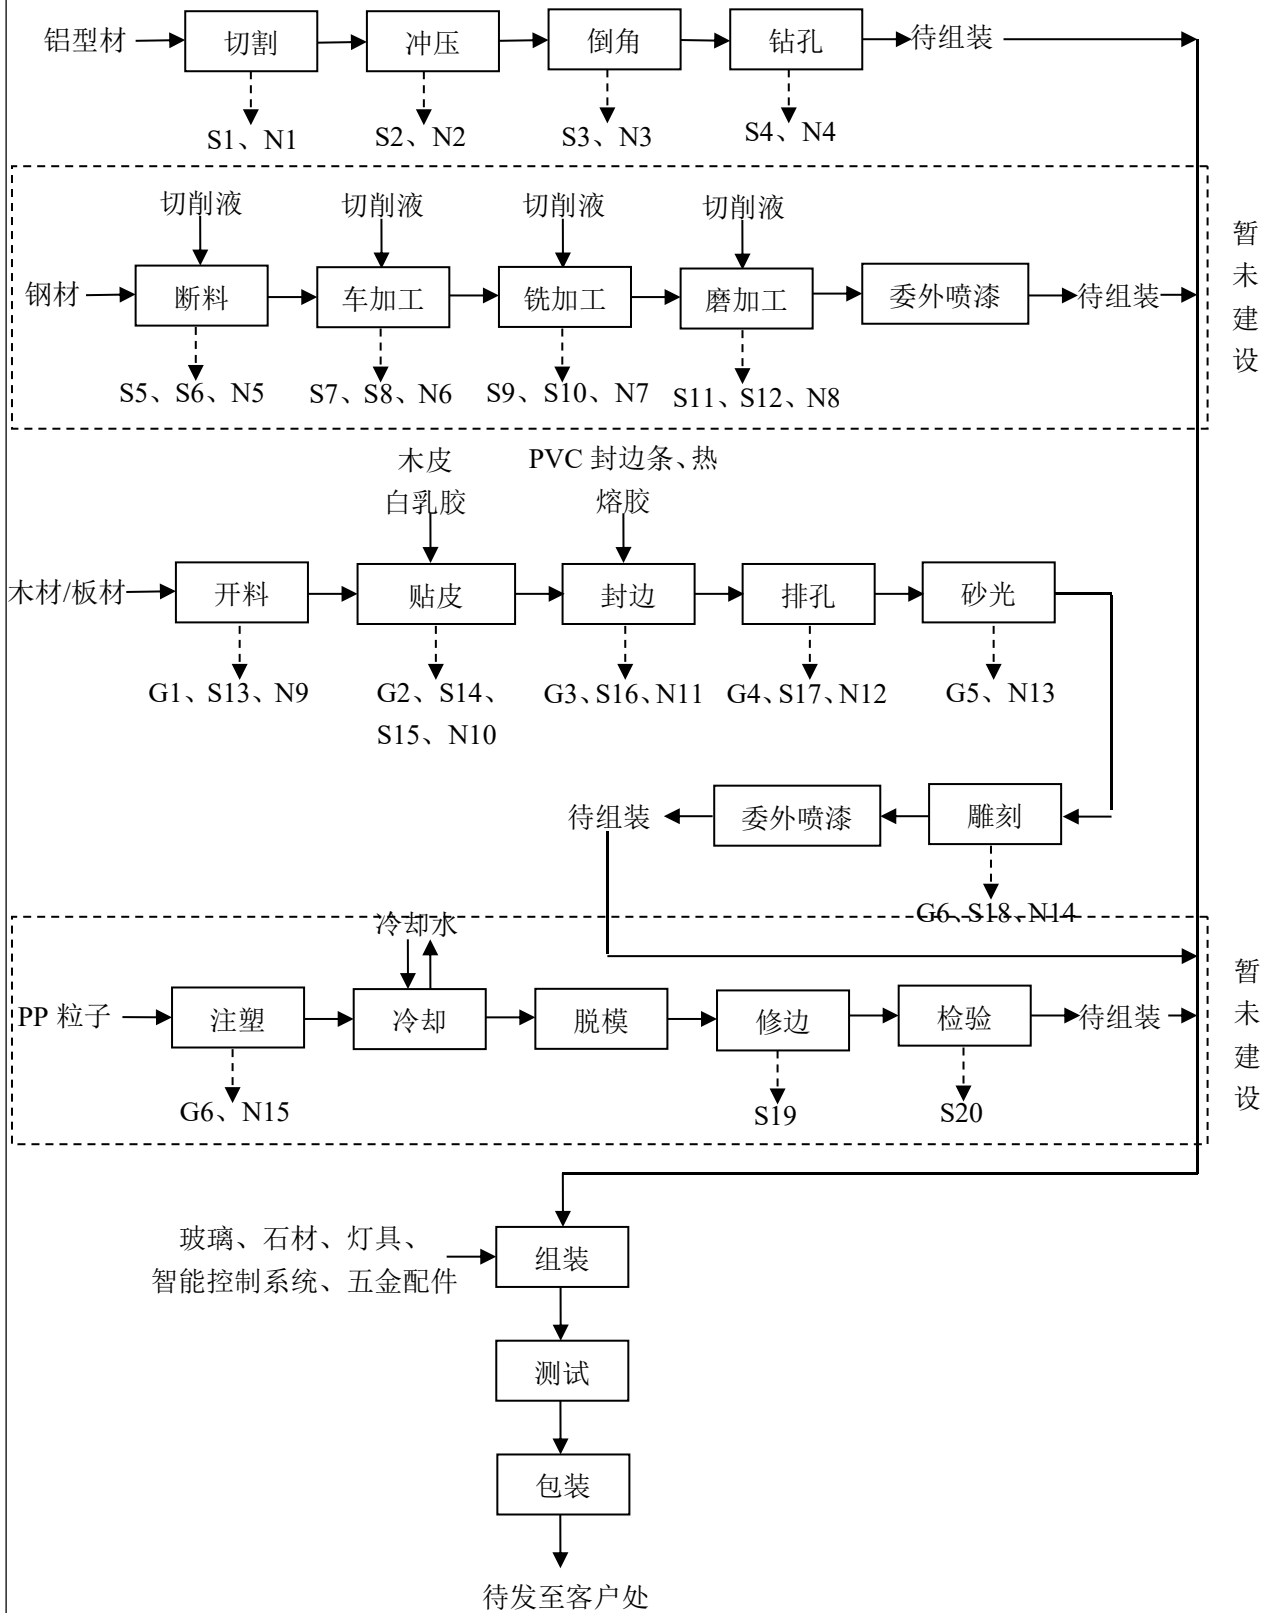 铝型材
切割
冲压
倒角
钻孔
待组装
S1、N1
S2、N2
S3、N3
S4、N4
切削液
切削液
切削液
切削液
暂未建设
钢材
断料
车加工
铣加工
磨加工
委外喷漆
待组装
S5、S6、N5
S7、S8、N6
S9、S10、N7
S11、S12、N8
木皮
白乳胶
PVC 封边条、热
熔胶
木材/板材
开料
贴皮
封边
排孔
砂光
G1、S13、N9
G2、S14、
S15、N10
G3、S16、N11
G4、S17、N12
G5、N13
待组装
委外喷漆
雕刻
G6、S18、N14
冷却水
暂未建设
PP 粒子
注塑
冷却
脱模
修边
检验
待组装
G6、N15
S19
S20
玻璃、石材、灯具、
智能控制系统、五金配件
组装
测试
包装
待发至客户处